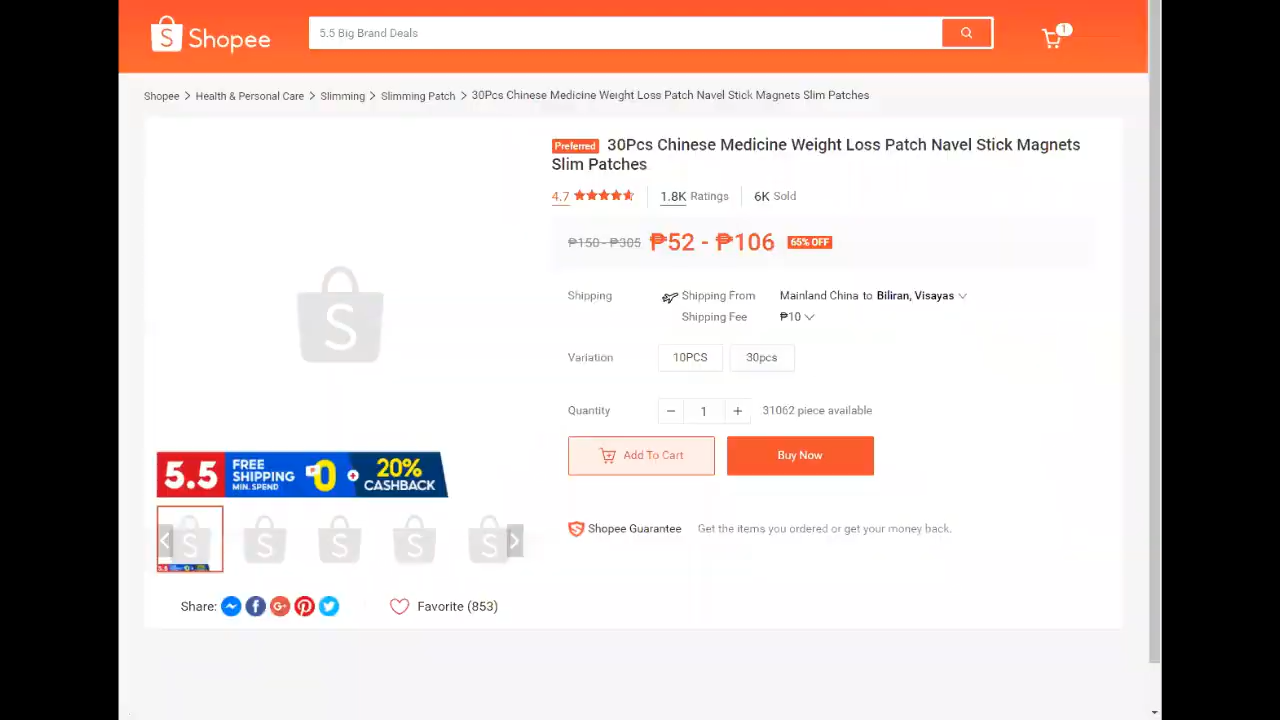 Shopee
5.5 Big Brand Deals
1
Shopee > Health & Personal Care > Slimming > Slimming Patch > 30Pcs Chinese Medicine Weight Loss Patch Navel Stick Magnets Slim Patches
Preferred 30Pcs Chinese Medicine Weight Loss Patch Navel Stick Magnets
Slim Patches
4.7 1.8K Ratings 6K Sold
₱150 - ₱305 ₱52 - ₱106 65% OFF
Shipping Shipping From Mainland China to Biliran, Visayas
Shipping Fee ₱10
Variation 10PCS 30pcs
Quantity − 1 + 31062 piece available
Add To Cart Buy Now
5.5 FREE SHIPPING MIN. SPEND ₱0 + 20% CASHBACK
Shopee Guarantee Get the items you ordered or get your money back.
Share: Favorite (853)